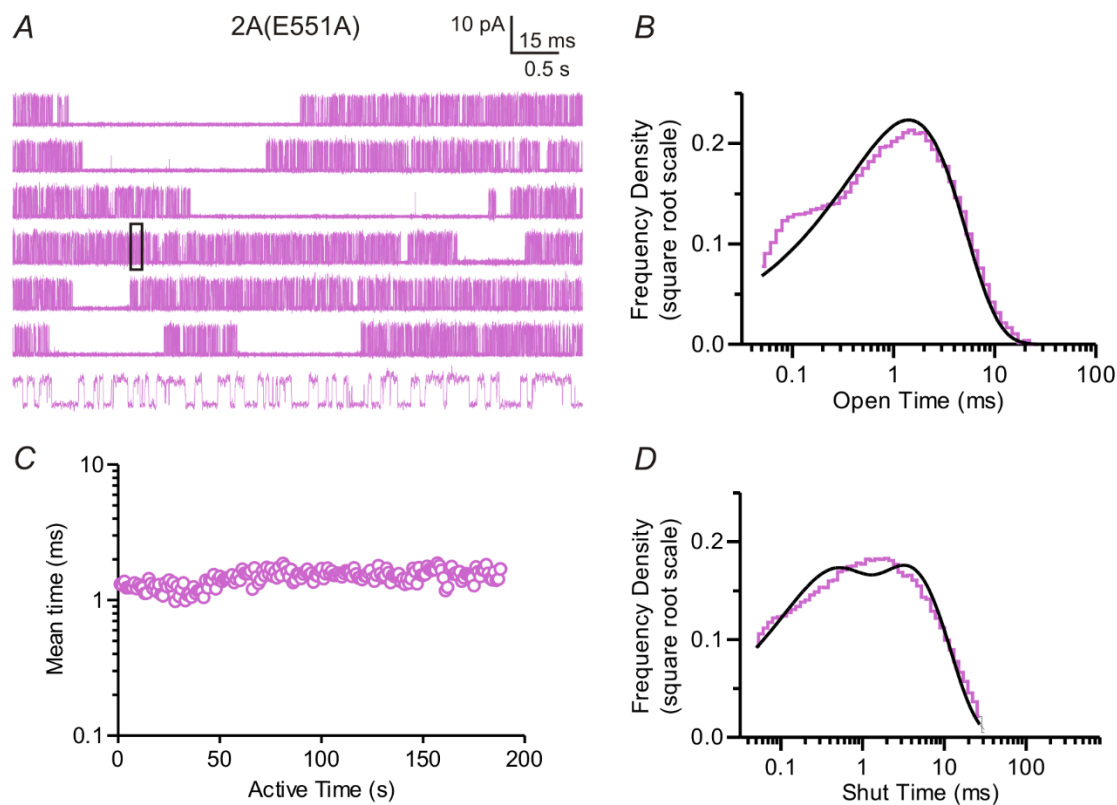 A
2A(E551A)
10 pA
15 ms
0.5 s
B
Frequency Density
(square root scale)
0.2
0.1
0.0
0.1
1
10
100
Open Time (ms)
C
Mean time (ms)
10
1
0.1
0
50
100
150
200
Active Time (s)
D
Frequency Density
(square root scale)
0.2
0.1
0.0
0.1
1
10
100
Shut Time (ms)